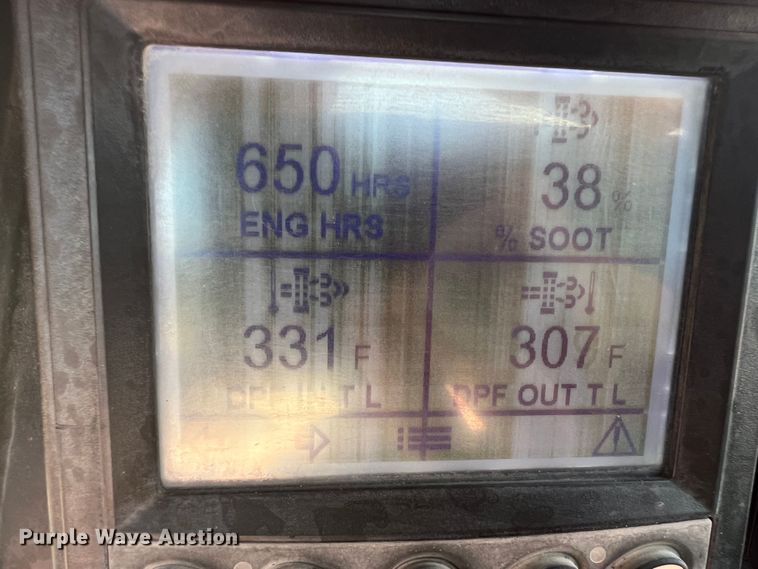 650 HRS
ENG HRS
38 %
% SOOT
331 F
T L
307 F
DPF OUT T L
Purple Wave Auction